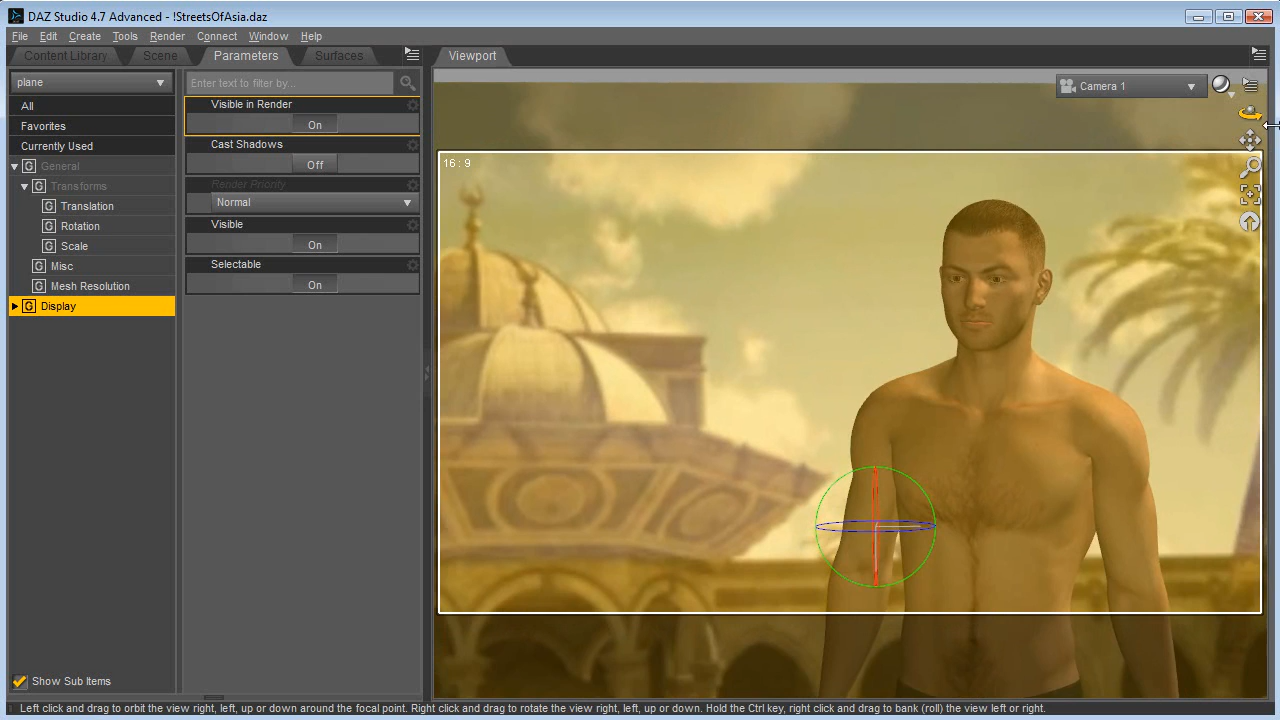 DAZ Studio 4.7 Advanced - !StreetsOfAsia.daz
File Edit Create Tools Render Connect Window Help
Content Library Scene Parameters Surfaces Viewport
plane
Enter text to filter by...
Camera 1
All
Favorites
Currently Used
G General
G Transforms
G Translation
G Rotation
G Scale
G Misc
G Mesh Resolution
G Display
Visible in Render
On
Cast Shadows
Off
Render Priority
Normal
Visible
On
Selectable
On
16 : 9
Show Sub Items
Left click and drag to orbit the view right, left, up or down around the focal point. Right click and drag to rotate the view right, left, up or down. Hold the Ctrl key, right click and drag to bank (roll) the view left or right.